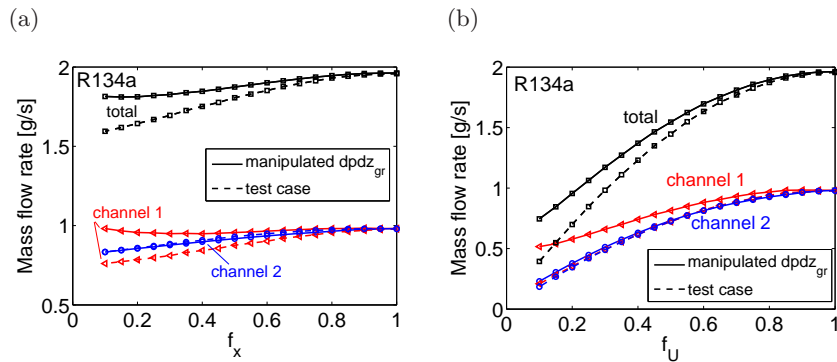 (a)
R134a
total
manipulated dpdz_gr
test case
channel 1
channel 2
Mass flow rate [g/s]
2
1.5
1
0.5
0 0.2 0.4 0.6 0.8 1
f_x
(b)
R134a
total
channel 1
channel 2
manipulated dpdz_gr
test case
Mass flow rate [g/s]
2
1.5
1
0.5
0
0 0.2 0.4 0.6 0.8 1
f_U